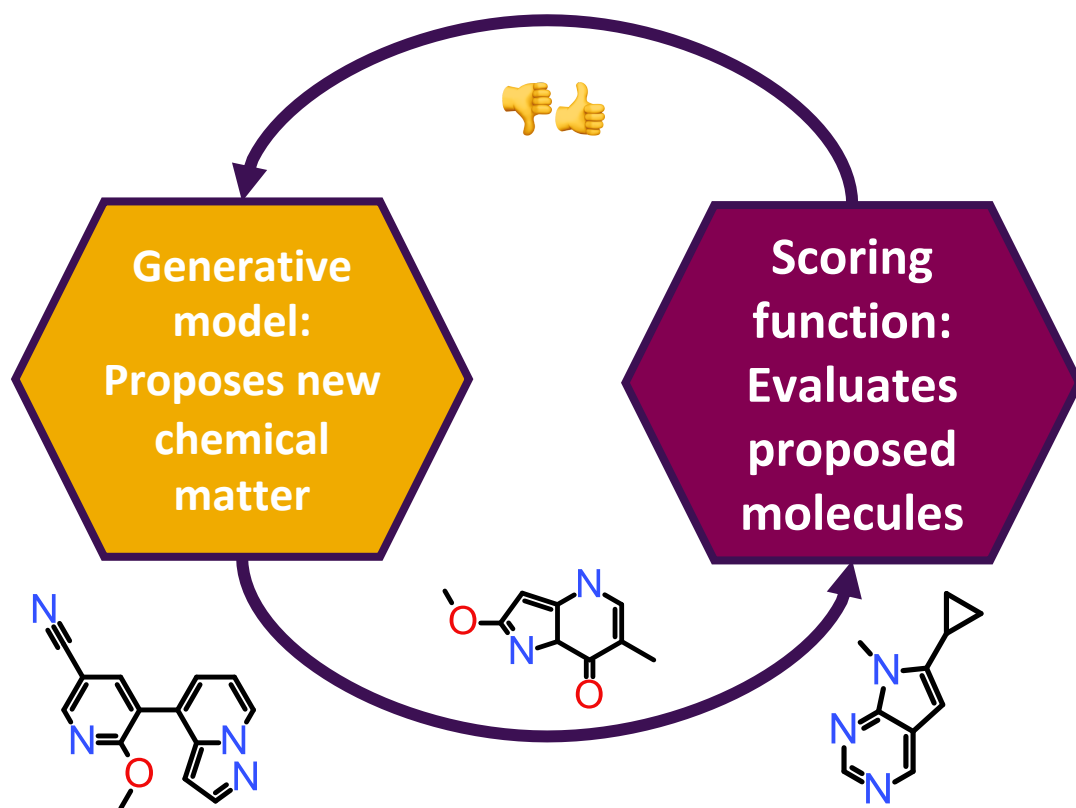 Generative
model:
Proposes new
chemical
matter
Scoring
function:
Evaluates
proposed
molecules
N
N
O
N
N
N
O
N
O
N
N
N